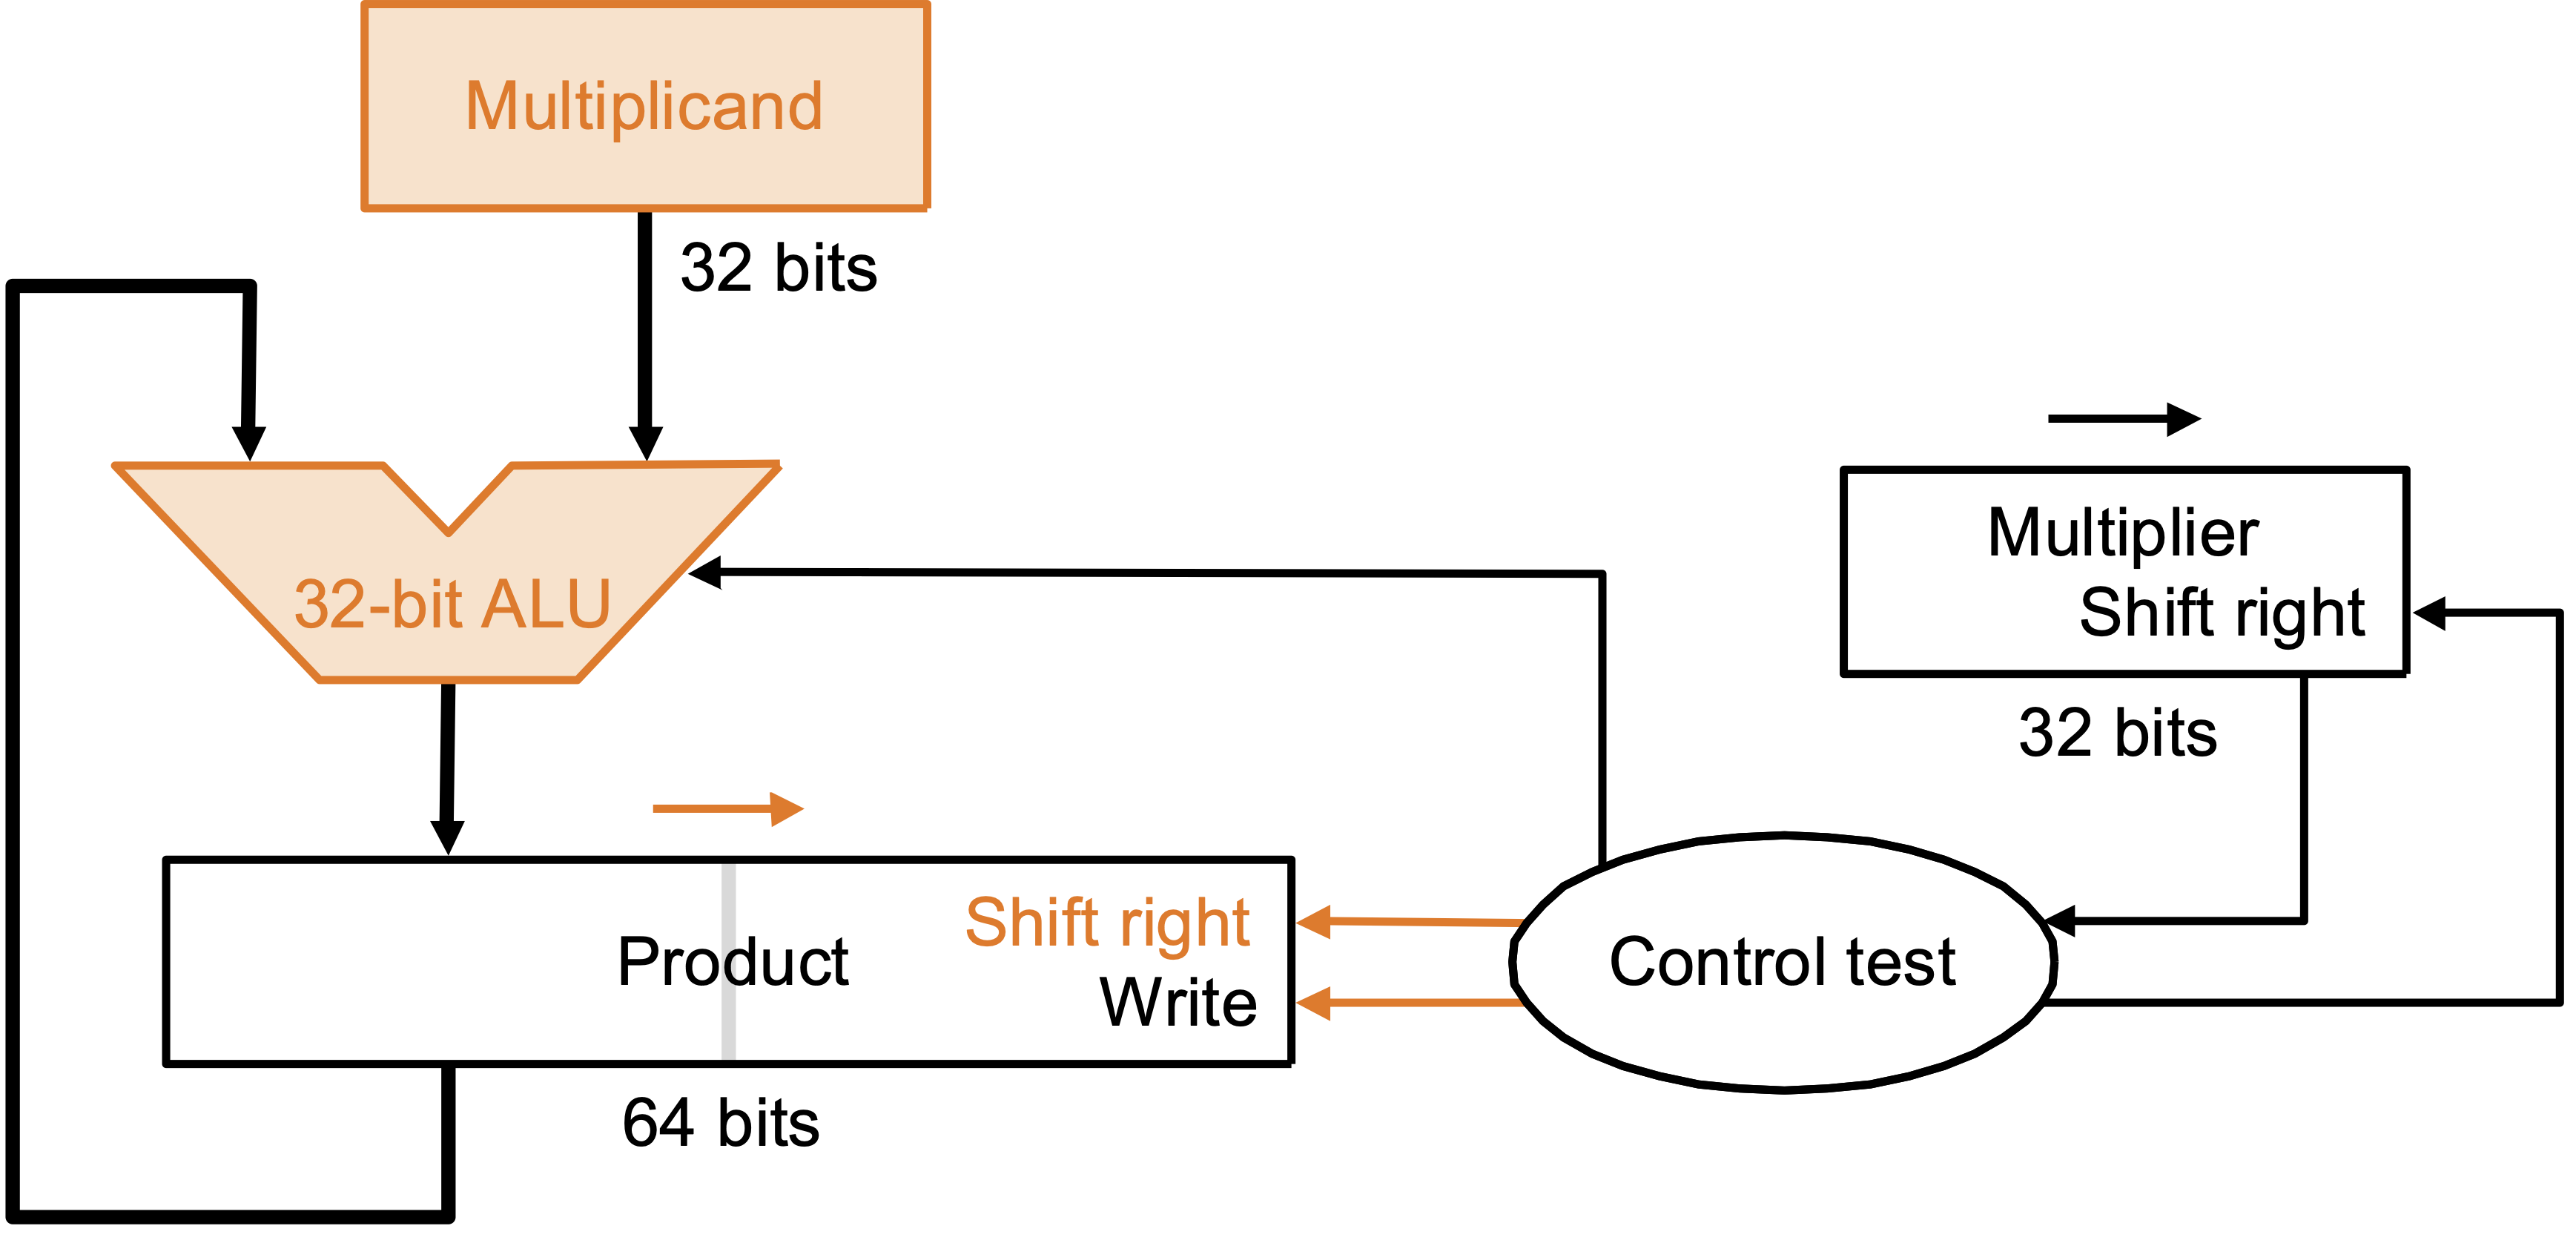 Multiplicand
32 bits
32-bit ALU
Multiplier
Shift right
32 bits
Product
Shift right
Write
64 bits
Control test